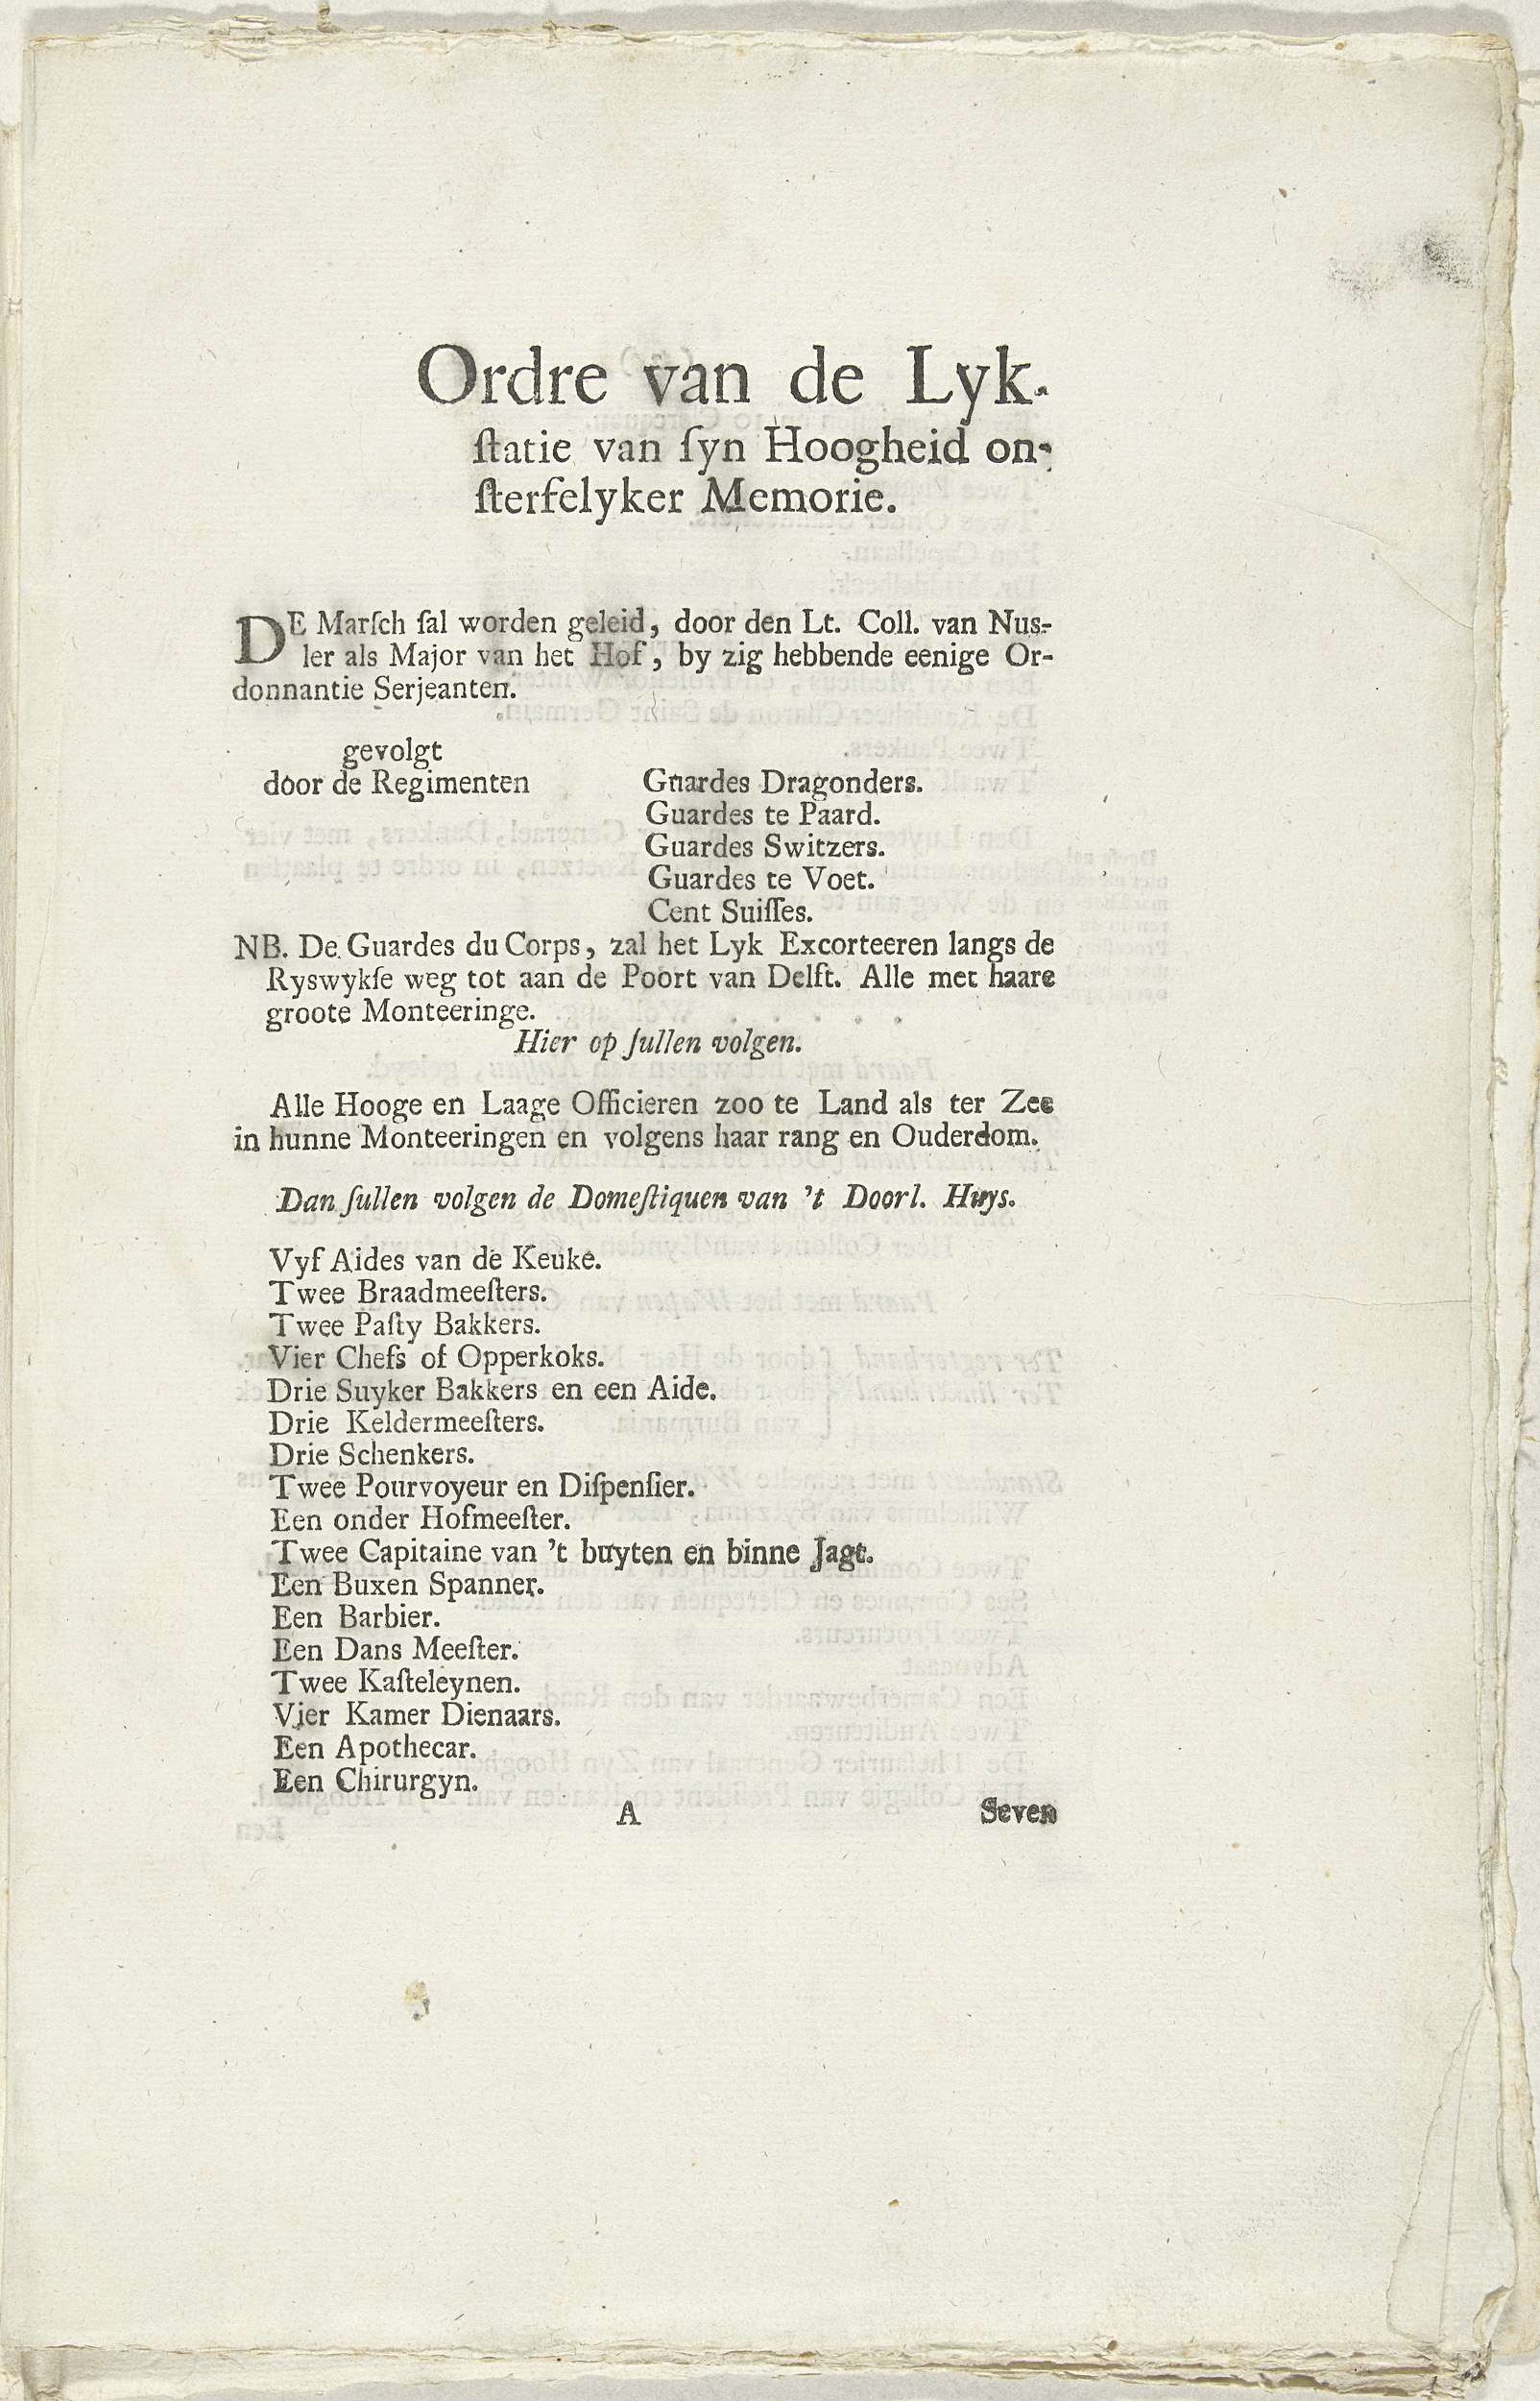 Ordre van de Lyk-
ſtatie van ſyn Hoogheid on-
ſterfelyker Memorie.
DE Marſch ſal worden geleid, door den Lt. Coll. van Nus-
ler als Major van het Hof, by zig hebbende eenige Or-
donnantie Serjeanten.
gevolgt
door de Regimenten Guardes Dragonders.
Guardes te Paard.
Guardes Switzers.
Guardes te Voet.
Cent Suiſſes.
NB. De Guardes du Corps, zal het Lyk Excorteeren langs de
Ryswykſe weg tot aan de Poort van Delft. Alle met haare
groote Monteeringe.
Hier op ſullen volgen.
Alle Hooge en Laage Officieren zoo te Land als ter Zee
in hunne Monteeringen en volgens haar rang en Ouderdom.
Dan ſullen volgen de Domeſtiquen van 't Doorl. Huys.
Vyf Aides van de Keuke.
Twee Braadmeeſters.
Twee Paſty Bakkers.
Vier Chefs of Opperkoks.
Drie Suyker Bakkers en een Aide.
Drie Keldermeeſters.
Drie Schenkers.
Twee Pourvoyeur en Diſpenſier.
Een onder Hofmeeſter.
Twee Capitaine van 't buyten en binne Jagt.
Een Buxen Spanner.
Een Barbier.
Een Dans Meeſter.
Twee Kaſteleynen.
Vier Kamer Dienaars.
Een Apothecar.
Een Chirurgyn.
A Seven